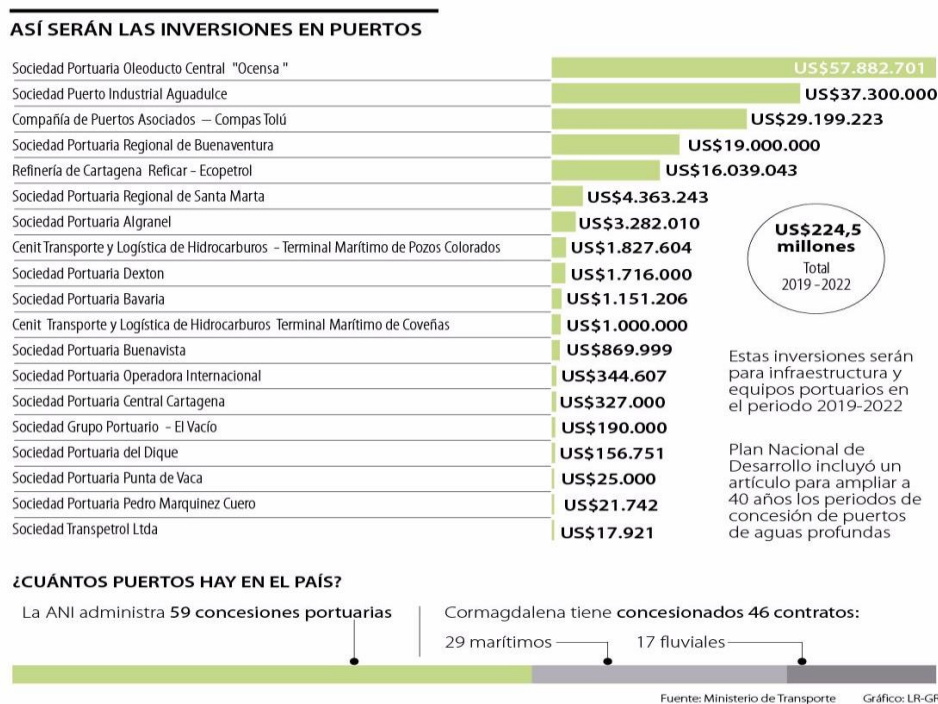 ASÍ SERÁN LAS INVERSIONES EN PUERTOS
Sociedad Portuaria Oleoducto Central "Ocensa " US$57.882.701
Sociedad Puerto Industrial Aguadulce US$37.300.000
Compañía de Puertos Asociados — Compas Tolú US$29.199.223
Sociedad Portuaria Regional de Buenaventura US$19.000.000
Refinería de Cartagena Reficar - Ecopetrol US$16.039.043
Sociedad Portuaria Regional de Santa Marta US$4.363.243
Sociedad Portuaria Algranel US$3.282.010
Cenit Transporte y Logística de Hidrocarburos - Terminal Marítimo de Pozos Colorados US$1.827.604
Sociedad Portuaria Dexton US$1.716.000
Sociedad Portuaria Bavaria US$1.151.206
Cenit Transporte y Logística de Hidrocarburos Terminal Marítimo de Coveñas US$1.000.000
Sociedad Portuaria Buenavista US$869.999
Sociedad Portuaria Operadora Internacional US$344.607
Sociedad Portuaria Central Cartagena US$327.000
Sociedad Grupo Portuario - El Vacío US$190.000
Sociedad Portuaria del Dique US$156.751
Sociedad Portuaria Punta de Vaca US$25.000
Sociedad Portuaria Pedro Marquinez Cuero US$21.742
Sociedad Transpetrol Ltda US$17.921
US$224,5
millones
Total
2019 -2022
Estas inversiones serán
para infraestructura y
equipos portuarios en
el periodo 2019-2022
Plan Nacional de
Desarrollo incluyó un
artículo para ampliar a
40 años los periodos de
concesión de puertos
de aguas profundas
¿CUÁNTOS PUERTOS HAY EN EL PAÍS?
La ANI administra 59 concesiones portuarias
Cormagdalena tiene concesionados 46 contratos:
29 marítimos 17 fluviales
Fuente: Ministerio de Transporte Gráfico: LR-GR